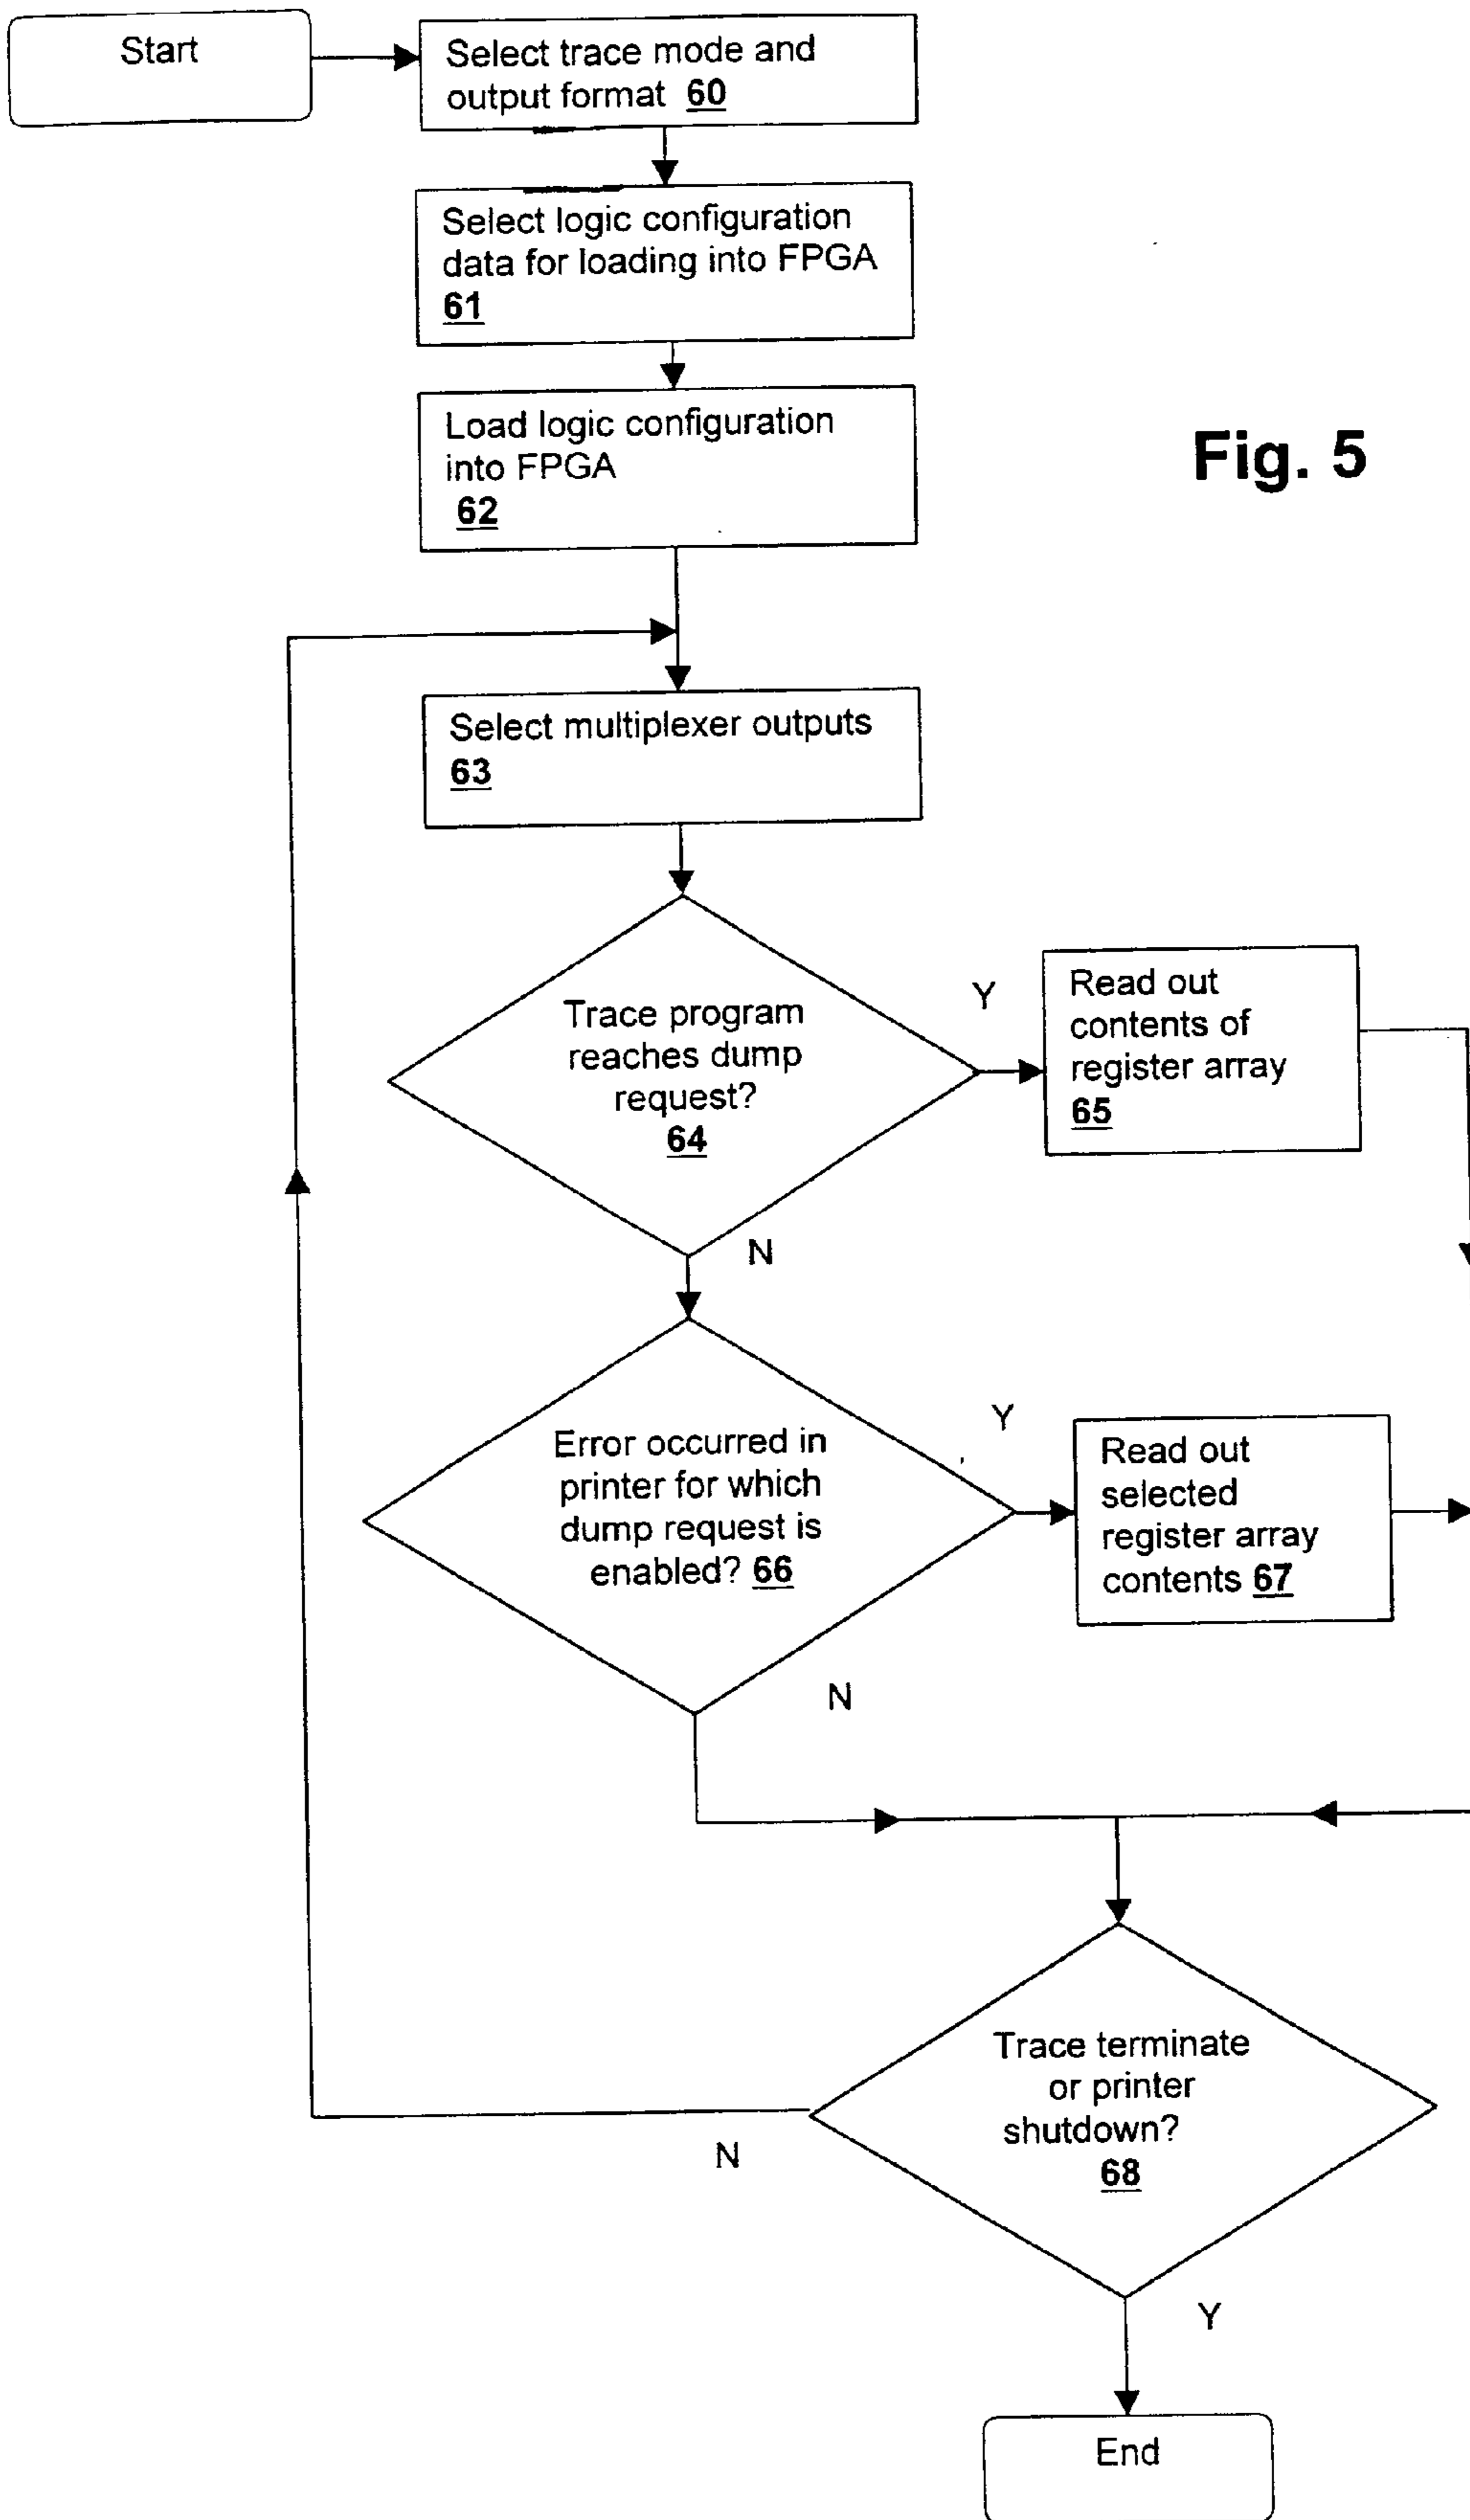 Start
Select trace mode and
output format 60
Select logic configuration
data for loading into FPGA
61
Load logic configuration
into FPGA
62
Fig. 5
Select multiplexer outputs
63
Trace program
reaches dump
request?
64
Y
Read out
contents of
register array
65
N
Error occurred in
printer for which
dump request is
enabled? 66
Y
Read out
selected
register array
contents 67
N
Trace terminate
or printer
shutdown?
68
N
Y
End